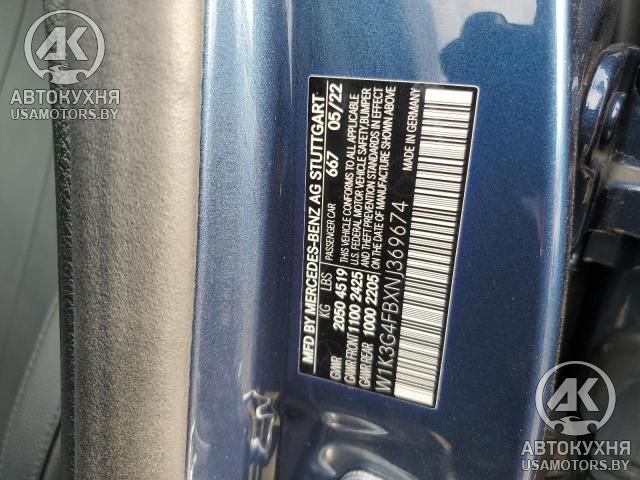 MFD BY MERCEDES-BENZ AG STUTTGART
PASSENGER CAR 667 05/22
KG LBS
GVWR 2050 4519
GAWR FRONT 1100 2425
GAWR REAR 1000 2205
THIS VEHICLE CONFORMS TO ALL APPLICABLE
U.S. FEDERAL MOTOR VEHICLE SAFETY, BUMPER
AND THEFT PREVENTION STANDARDS IN EFFECT
ON THE DATE OF MANUFACTURE SHOWN ABOVE
MADE IN GERMANY
W1K3G4FBXNJ369674
АК
АВТОКУХНЯ
USAMOTORS.BY
АК
АВТОКУХНЯ
USAMOTORS.BY